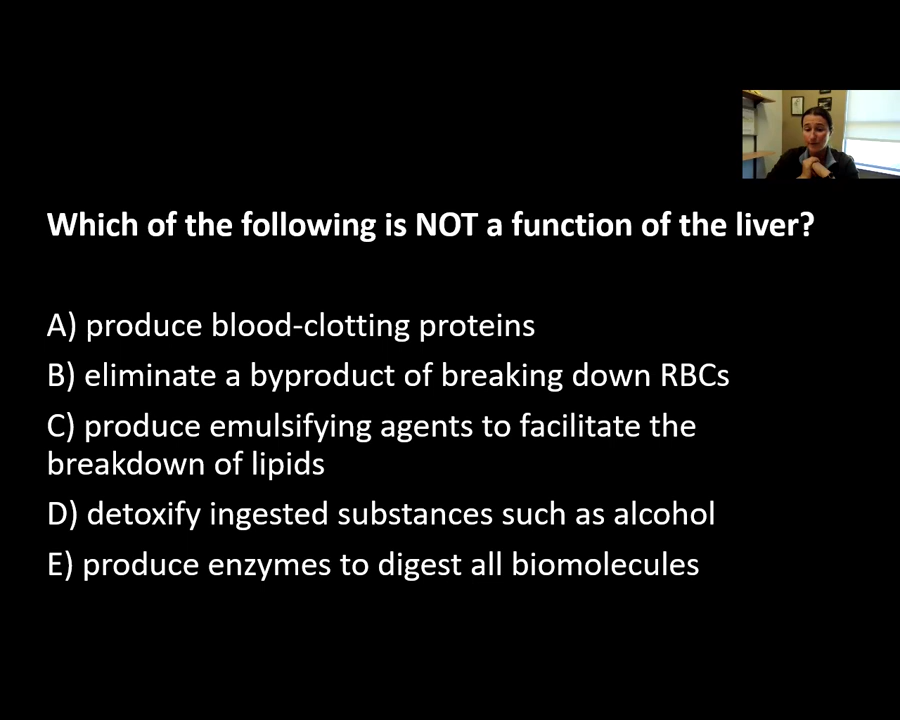 Which of the following is NOT a function of the liver?
A) produce blood-clotting proteins
B) eliminate a byproduct of breaking down RBCs
C) produce emulsifying agents to facilitate the
breakdown of lipids
D) detoxify ingested substances such as alcohol
E) produce enzymes to digest all biomolecules